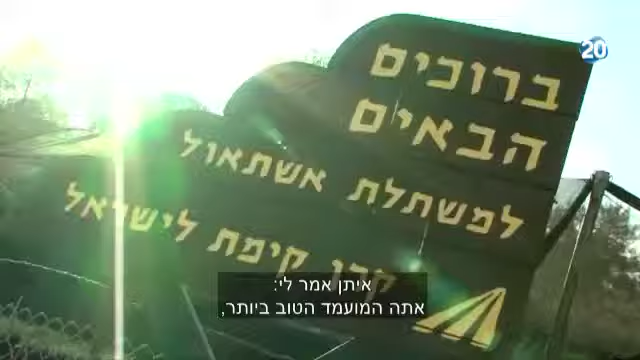 20
ברוכים
הבאים
למשתלת אשתאול
קרן קימת לישראל
איתן אמר לי:
אתה המועמד הטוב ביותר,